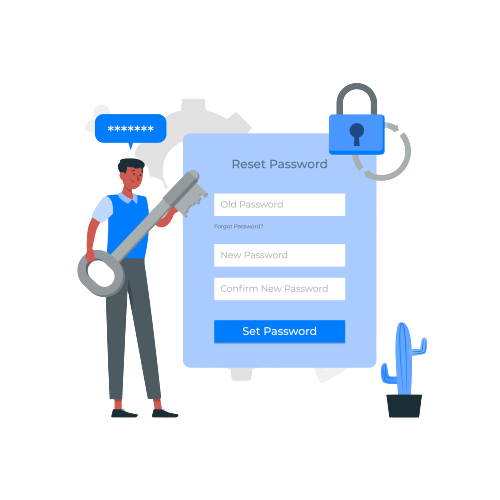 *******
Reset Password
Old Password
Forgot Password?
New Password
Confirm New Password
Set Password